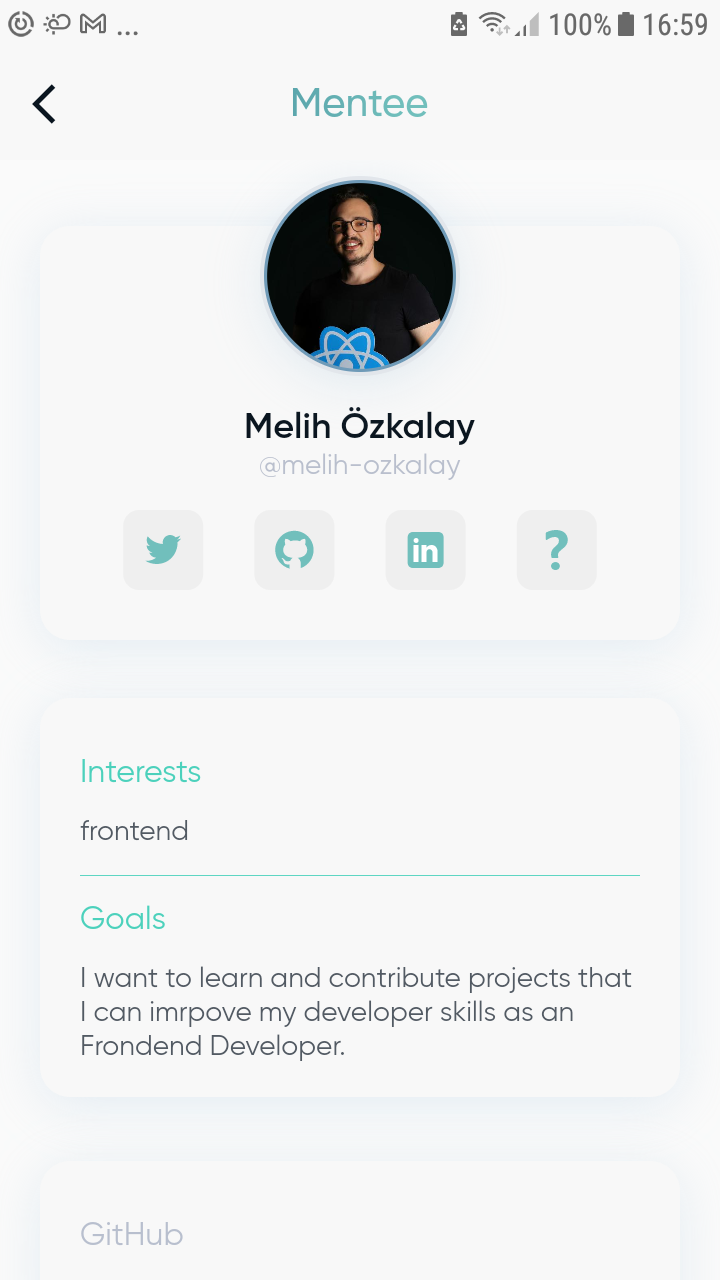 ... 100% 16:59
Mentee
Melih Özkalay
@melih-ozkalay
in ?
Interests
frontend
Goals
I want to learn and contribute projects that
I can imrpove my developer skills as an
Frondend Developer.
GitHub